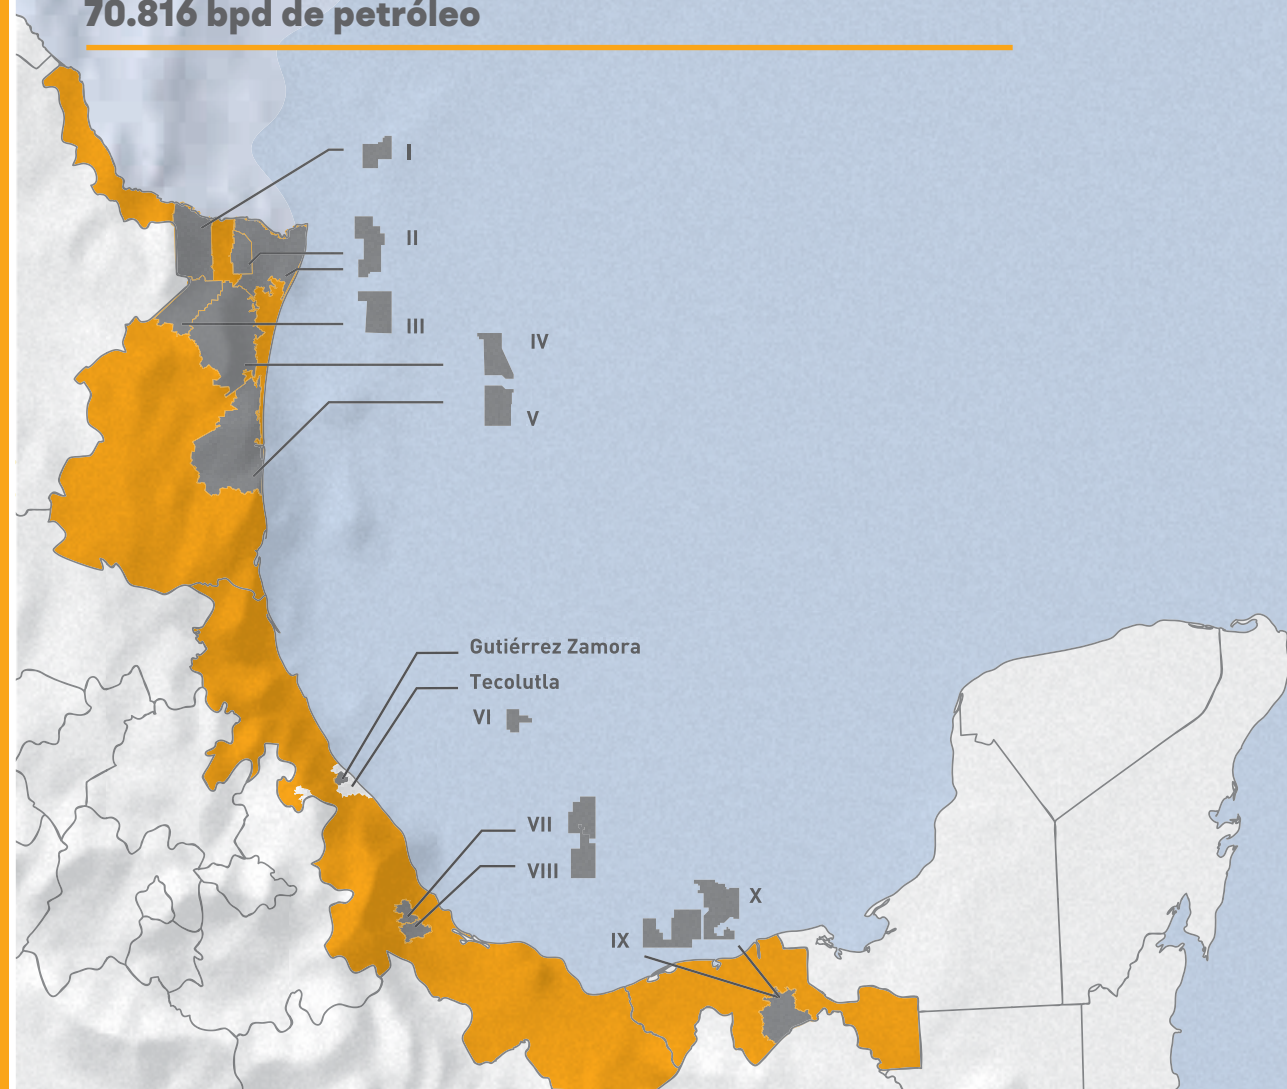 70.816 bpd de petróleo
I
II
III
IV
V
Gutiérrez Zamora
Tecolutla
VI
VII
VIII
X
IX